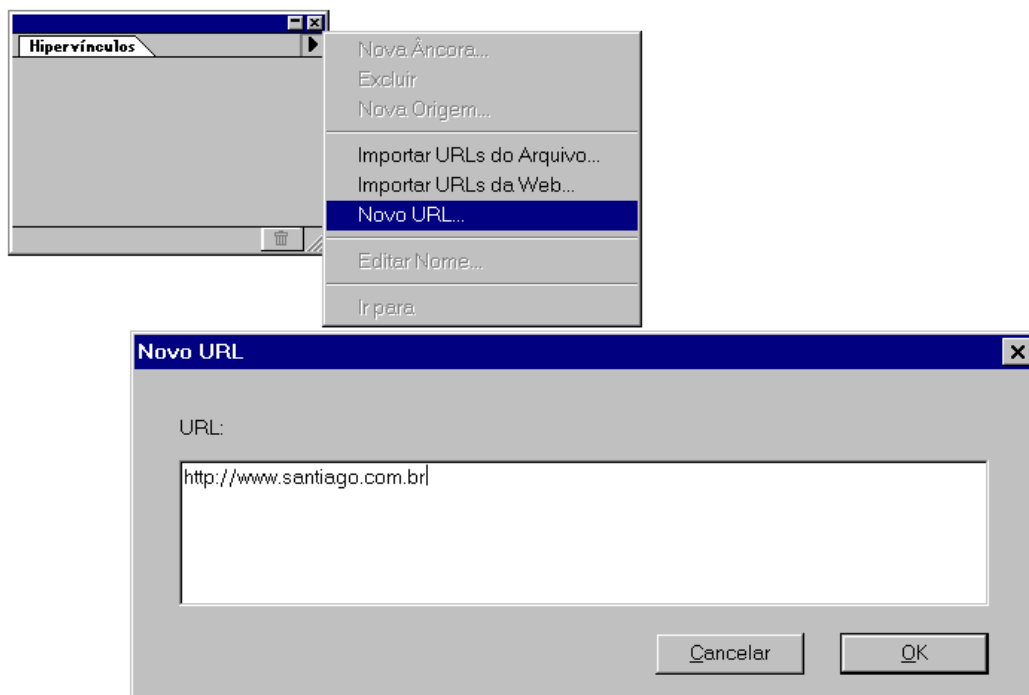 Hipervínculos
Nova Âncora...
Excluir
Nova Origem...
Importar URLs do Arquivo...
Importar URLs da Web...
Novo URL...
Editar Nome...
Ir para
Novo URL
URL:
http://www.santiago.com.br
Cancelar OK